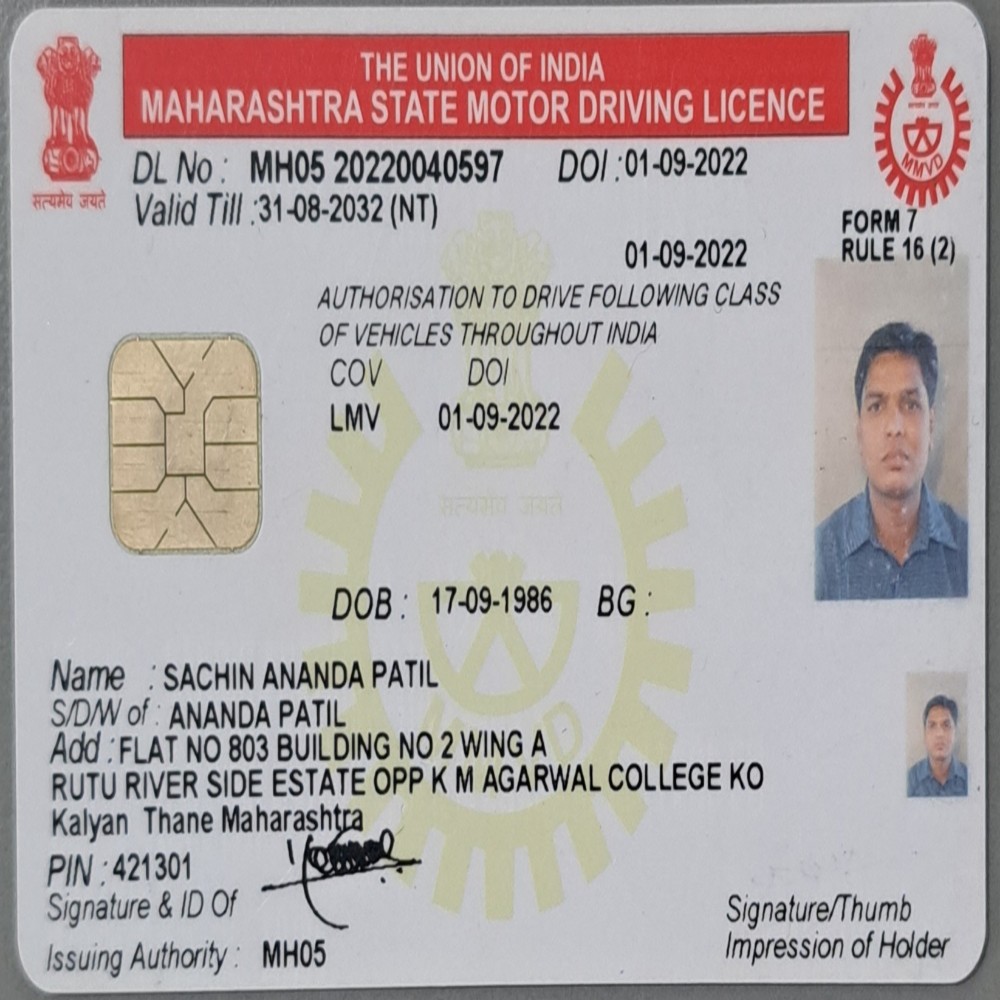 THE UNION OF INDIA
MAHARASHTRA STATE MOTOR DRIVING LICENCE
सत्यमेव जयते
MMVD
DL No : MH05 20220040597 DOI : 01-09-2022
Valid Till : 31-08-2032 (NT)
FORM 7
RULE 16 (2)
01-09-2022
AUTHORISATION TO DRIVE FOLLOWING CLASS
OF VEHICLES THROUGHOUT INDIA
COV DOI
LMV 01-09-2022
सत्यमेव जयते
DOB : 17-09-1986 BG :
Name : SACHIN ANANDA PATIL
S/D/W of : ANANDA PATIL
Add : FLAT NO 803 BUILDING NO 2 WING A
RUTU RIVER SIDE ESTATE OPP K M AGARWAL COLLEGE KO
Kalyan Thane Maharashtra
PIN : 421301
Signature & ID Of
Issuing Authority : MH05
Signature/Thumb
Impression of Holder
MMVD